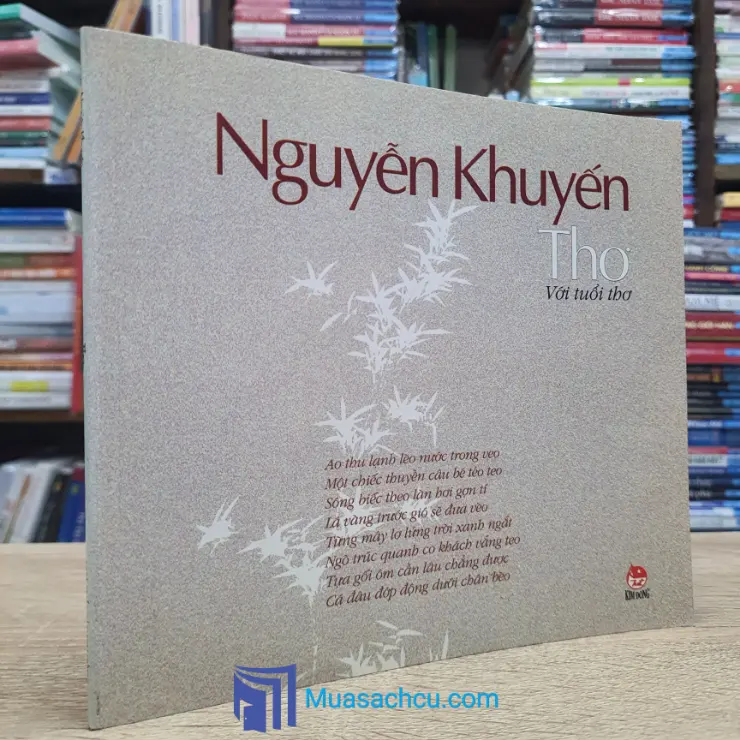 Nguyễn Khuyến
Thơ
Với tuổi thơ
Ao thu lạnh lẽo nước trong veo
Một chiếc thuyền câu bé tẻo teo
Sóng biếc theo làn hơi gợn tí
Lá vàng trước gió sẽ đưa vèo
Từng mây lơ lửng trời xanh ngắt
Ngõ trúc quanh co khách vắng teo
Tựa gối ôm cần lâu chẳng được
Cá đâu đớp động dưới chân bèo
KIM ĐỒNG
Muasachcu.com